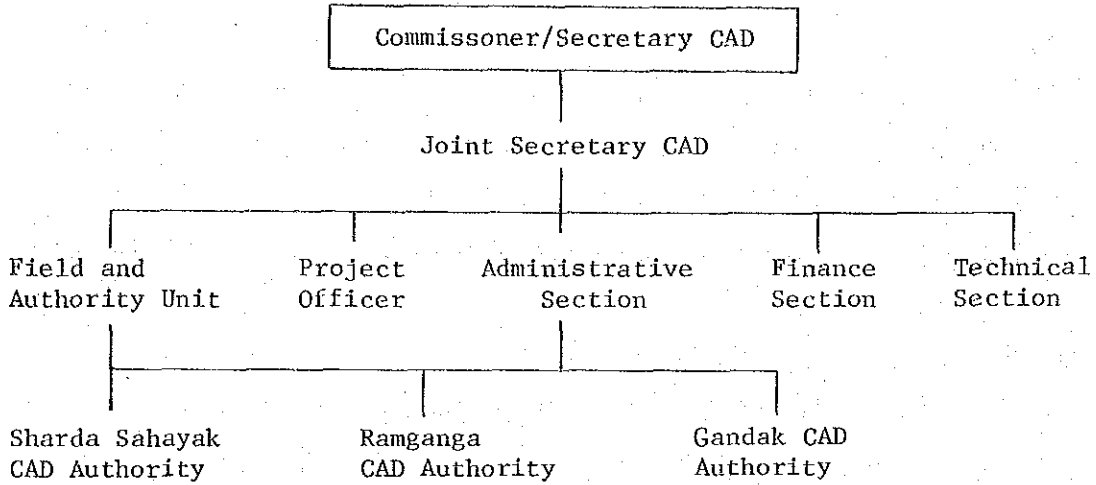 Commissoner/Secretary CAD
Joint Secretary CAD
Field and
Authority Unit
Project
Officer
Administrative
Section
Finance
Section
Technical
Section
Sharda Sahayak
CAD Authority
Ramganga
CAD Authority
Gandak CAD
Authority